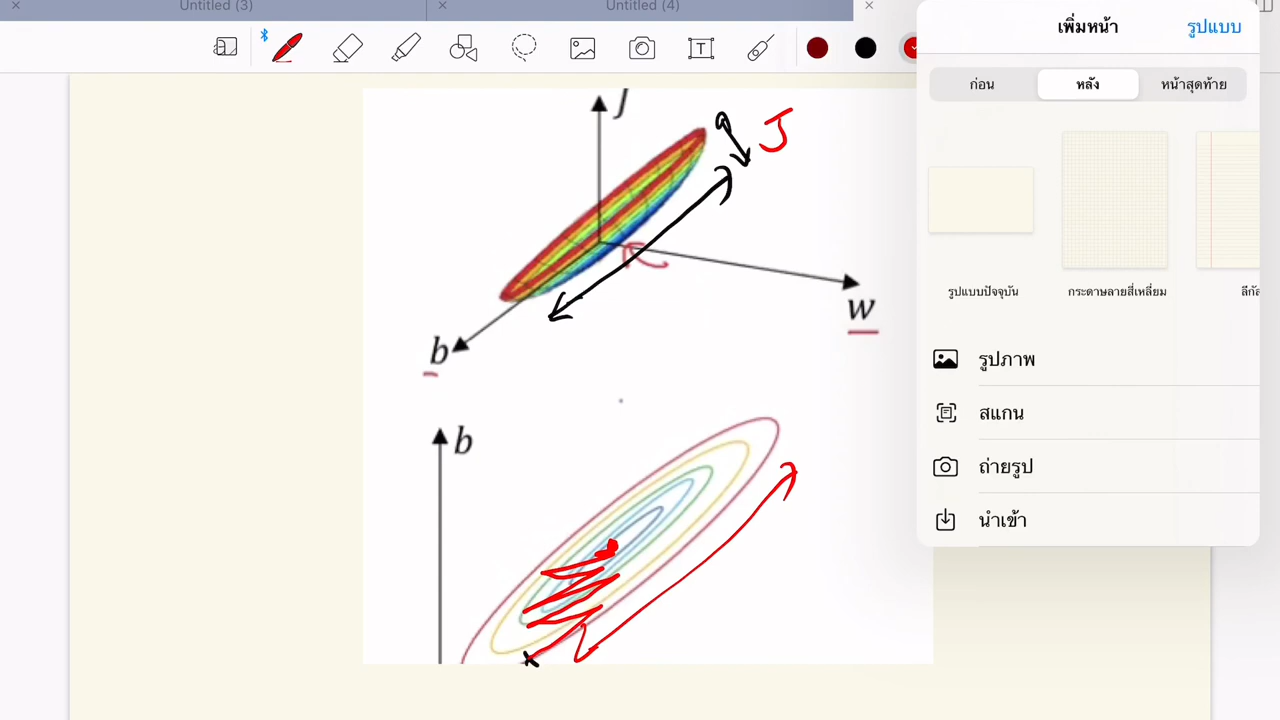 Untitled (3)
Untitled (4)
T
เพิ่มหน้า
รูปแบบ
ก่อน
หลัง
หน้าสุดท้าย
รูปแบบปัจจุบัน
กระดาษลายสี่เหลี่ยม
รูปภาพ
สแกน
ถ่ายรูป
นำเข้า
J
J
w
b
b